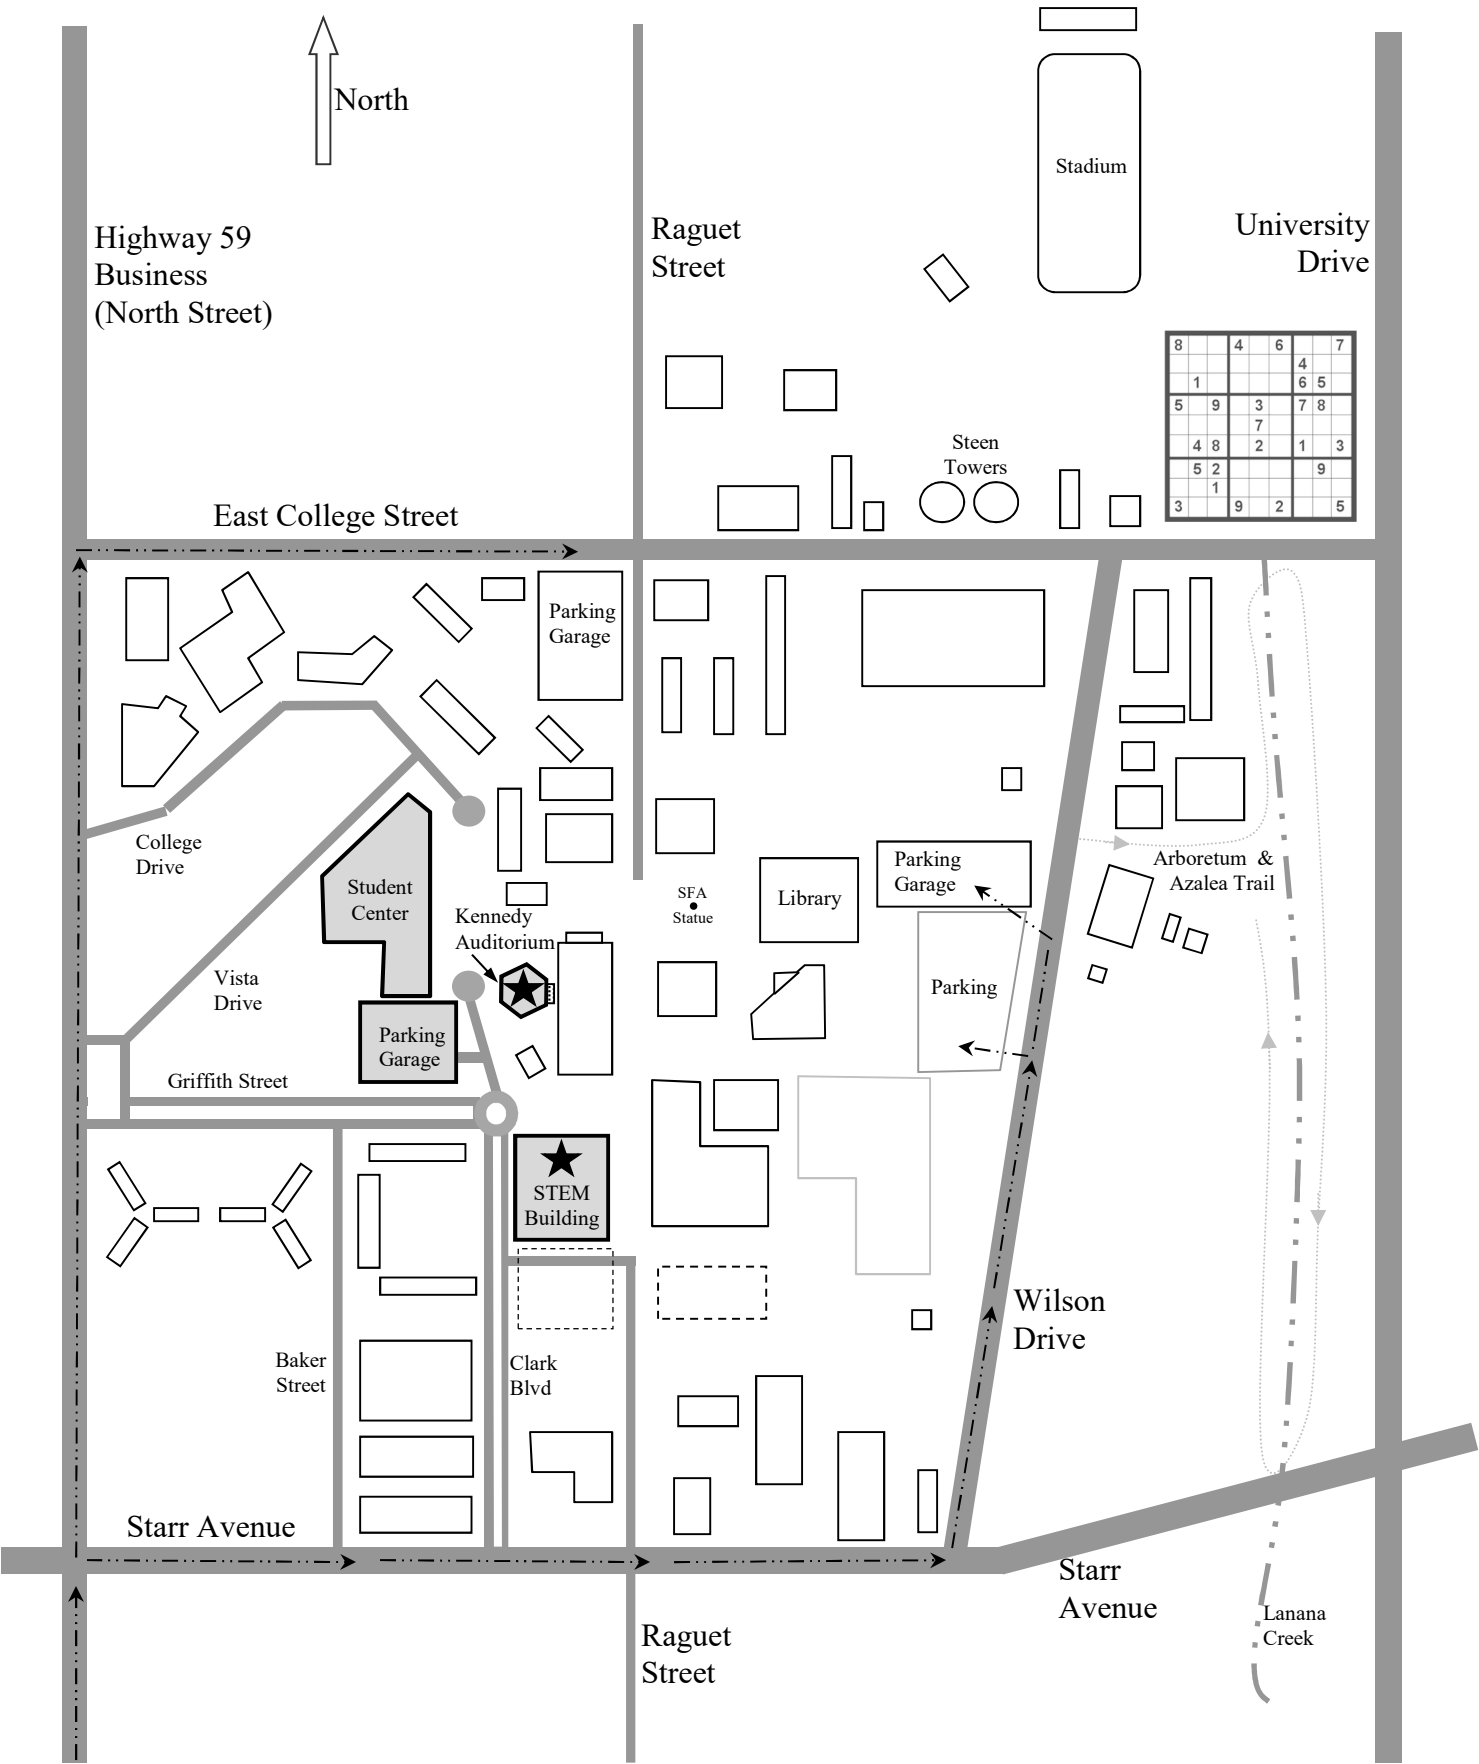 North
Stadium
Highway 59
Business
(North Street)
Raguet
Street
University
Drive
8 4 6 7
4
1 6 5
5 9 3 7 8
7
4 8 2 1 3
5 2 9
1
3 9 2 5
Steen
Towers
East College Street
Parking
Garage
College
Drive
Student
Center
Kennedy
Auditorium
SFA
Statue
Library
Parking
Garage
Arboretum &
Azalea Trail
Vista
Drive
Parking
Parking
Garage
Griffith Street
STEM
Building
Wilson
Drive
Baker
Street
Clark
Blvd
Starr Avenue
Starr
Avenue
Lanana
Creek
Raguet
Street